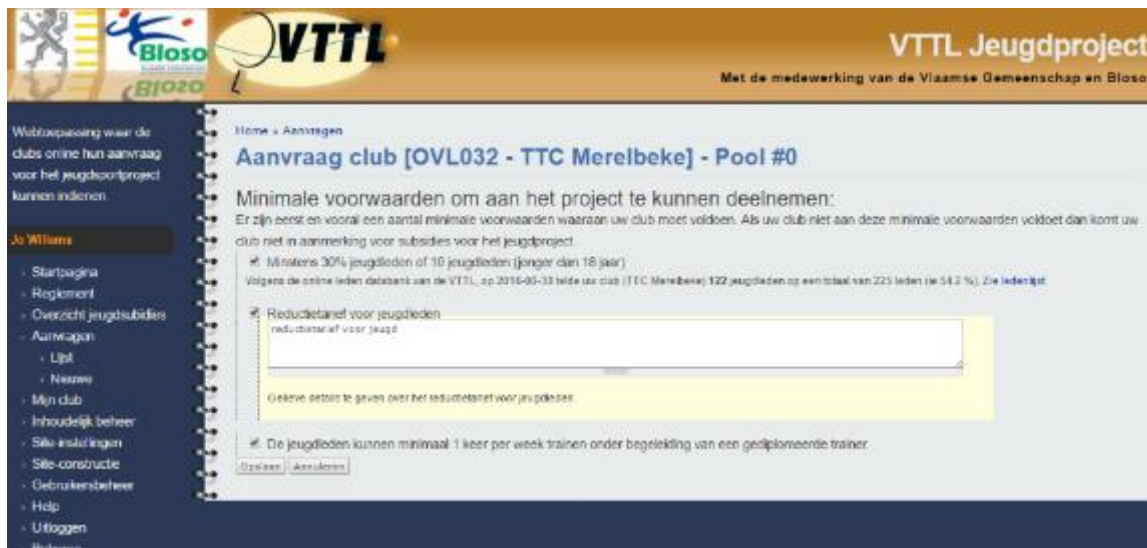 Bloso
VTTL
VTTL Jeugdproject
Met de medewerking van de Vlaamse Gemeenschap en Bloso
Webtoepassing waar de
clubs online hun aanvraag
voor het jeugdsportproject
kunnen indienen.
Jo Willems
Startpagina
Reglement
Overzicht jeugdsubidies
Aanvragen
Lijst
Nieuwe
Mijn club
Inhoudelijk beheer
Site-instellingen
Site-constructie
Gebruikersbeheer
Help
Uitloggen
Home » Aanvragen
Aanvraag club [OVL032 - TTC Merelbeke] - Pool #0
Minimale voorwaarden om aan het project te kunnen deelnemen:
Er zijn eerst en vooral een aantal minimale voorwaarden waaraan uw club moet voldoen. Als uw club niet aan deze minimale voorwaarden voldoet dan komt uw
club niet in aanmerking voor subsidies voor het jeugdproject.
Minstens 30% jeugdleden of 10 jeugdleden (jonger dan 18 jaar)
Volgens de online leden databank van de VTTL, op 2016-06-30 telde uw club (TTC Merelbeke) 122 jeugdleden op een totaal van 225 leden (ie 54.2 %). Zie ledenlijst.
Reductietarief voor jeugdleden
reductietarief voor jeugd
Gelieve details te geven over het reductietarief voor jeugdleden
De jeugdleden kunnen minimaal 1 keer per week trainen onder begeleiding van een gediplomeerde trainer
Opslaan Annuleren